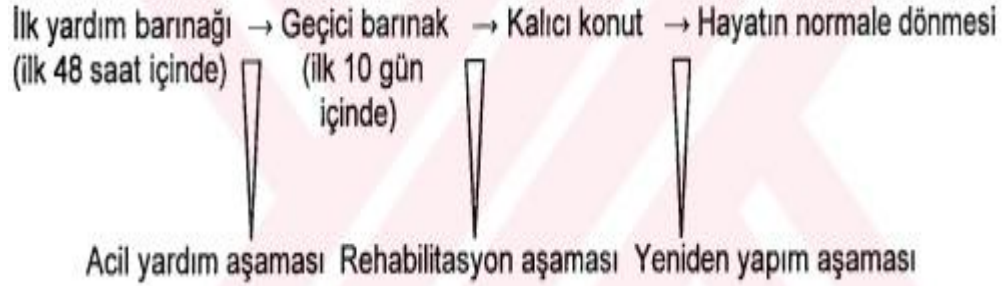 İlk yardım barınağı → Geçici barınak → Kalıcı konut → Hayatın normale dönmesi
(ilk 48 saat içinde) (ilk 10 gün
içinde)
Acil yardım aşaması Rehabilitasyon aşaması Yeniden yapım aşaması